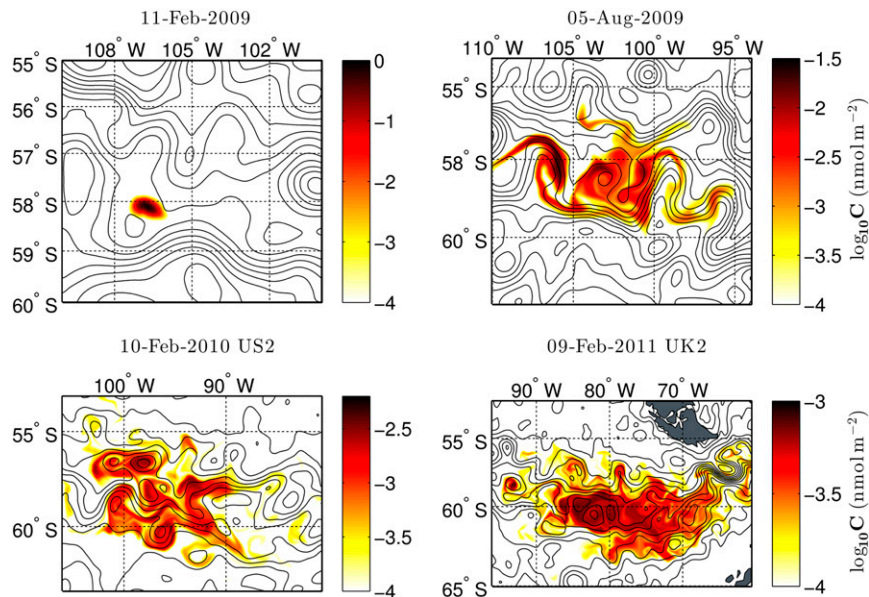 11-Feb-2009
108° W 105° W 102° W
55° S
56° S
57° S
58° S
59° S
60° S
0
-1
-2
-3
-4
05-Aug-2009
110° W 105° W 100° W 95° W
54° S
58° S
60° S
-1.5
-2
-2.5
-3
-3.5
-4
log₁₀C (nmol m⁻²)
10-Feb-2010 US2
100° W 90° W
55° S
60° S
-2.5
-3
-3.5
-4
09-Feb-2011 UK2
90° W 80° W 70° W
55° S
60° S
65° S
-3
-3.5
-4
log₁₀C (nmol m⁻²)